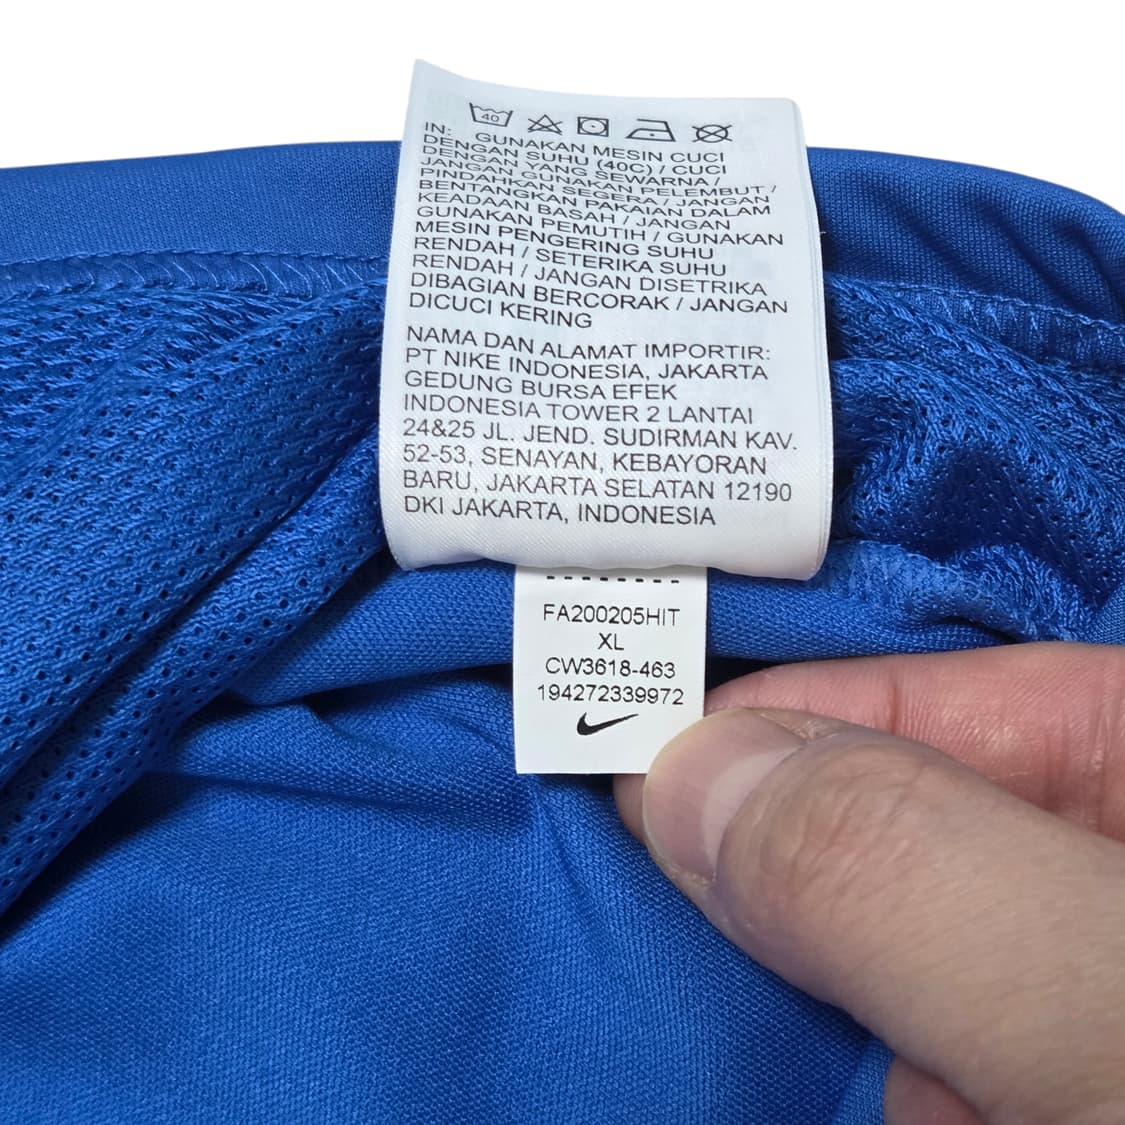 40
IN: GUNAKAN MESIN CUCI
DENGAN SUHU (40C) / CUCI
DENGAN YANG SEWARNA /
JANGAN GUNAKAN PELEMBUT /
PINDAHKAN SEGERA / JANGAN
BENTANGKAN PAKAIAN DALAM
KEADAAN BASAH / JANGAN
GUNAKAN PEMUTIH / GUNAKAN
MESIN PENGERING SUHU
RENDAH / SETERIKA SUHU
RENDAH / JANGAN DISETRIKA
DIBAGIAN BERCORAK / JANGAN
DICUCI KERING
NAMA DAN ALAMAT IMPORTIR:
PT NIKE INDONESIA, JAKARTA
GEDUNG BURSA EFEK
INDONESIA TOWER 2 LANTAI
24&25 JL. JEND. SUDIRMAN KAV.
52-53, SENAYAN, KEBAYORAN
BARU, JAKARTA SELATAN 12190
DKI JAKARTA, INDONESIA
FA200205HIT
XL
CW3618-463
194272339972